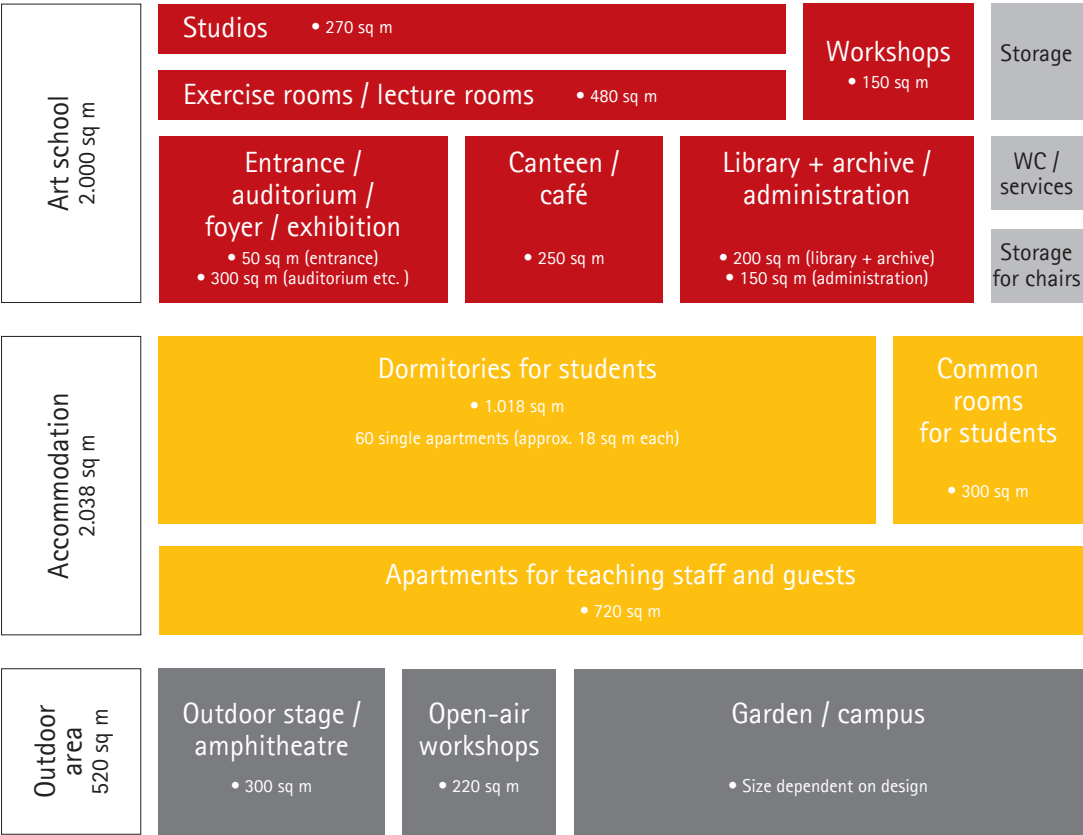 Art school
2.000 sq m
Studios • 270 sq m
Exercise rooms / lecture rooms • 480 sq m
Workshops
• 150 sq m
Storage
Entrance /
auditorium /
foyer / exhibition
• 50 sq m (entrance)
• 300 sq m (auditorium etc. )
Canteen /
café
• 250 sq m
Library + archive /
administration
• 200 sq m (library + archive)
• 150 sq m (administration)
WC /
services
Storage
for chairs
Accommodation
2.038 sq m
Dormitories for students
• 1.018 sq m
60 single apartments (approx. 18 sq m each)
Common
rooms
for students
• 300 sq m
Apartments for teaching staff and guests
• 720 sq m
Outdoor
area
520 sq m
Outdoor stage /
amphitheatre
• 300 sq m
Open-air
workshops
• 220 sq m
Garden / campus
• Size dependent on design